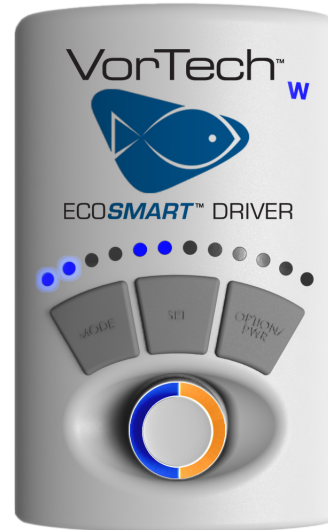 VorTech™
W
ECOSMART™ DRIVER
MODE
SET
OPTION/
PWR